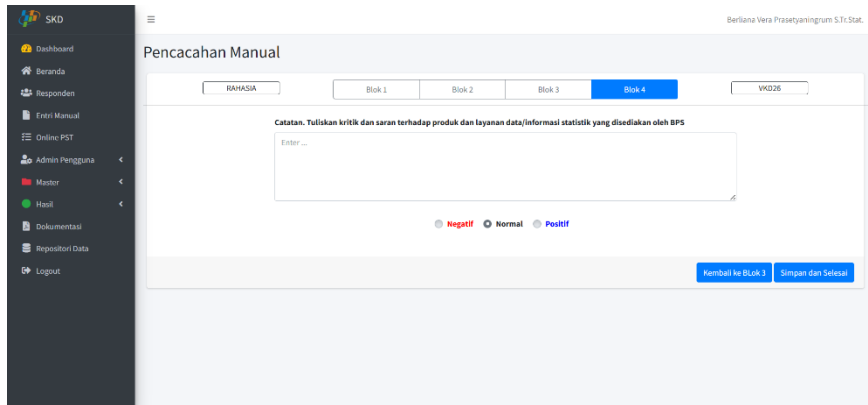 SKD
Berliana Vera Prasetyaningrum S.Tr.Stat.
Dashboard
Beranda
Responden
Entri Manual
Online PST
Admin Pengguna
Master
Hasil
Dokumentasi
Repositori Data
Logout
Pencacahan Manual
RAHASIA
Blok 1
Blok 2
Blok 3
Blok 4
VKD26
Catatan. Tuliskan kritik dan saran terhadap produk dan layanan data/informasi statistik yang disediakan oleh BPS
Enter ...
Negatif
Normal
Positif
Kembali ke BLok 3
Simpan dan Selesai